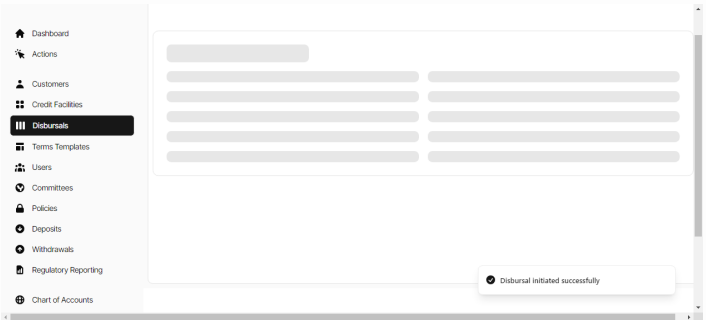 Dashboard
Actions
Customers
Credit Facilities
Disbursals
Terms Templates
Users
Committees
Policies
Deposits
Withdrawals
Regulatory Reporting
Chart of Accounts
Disbursal initiated successfully